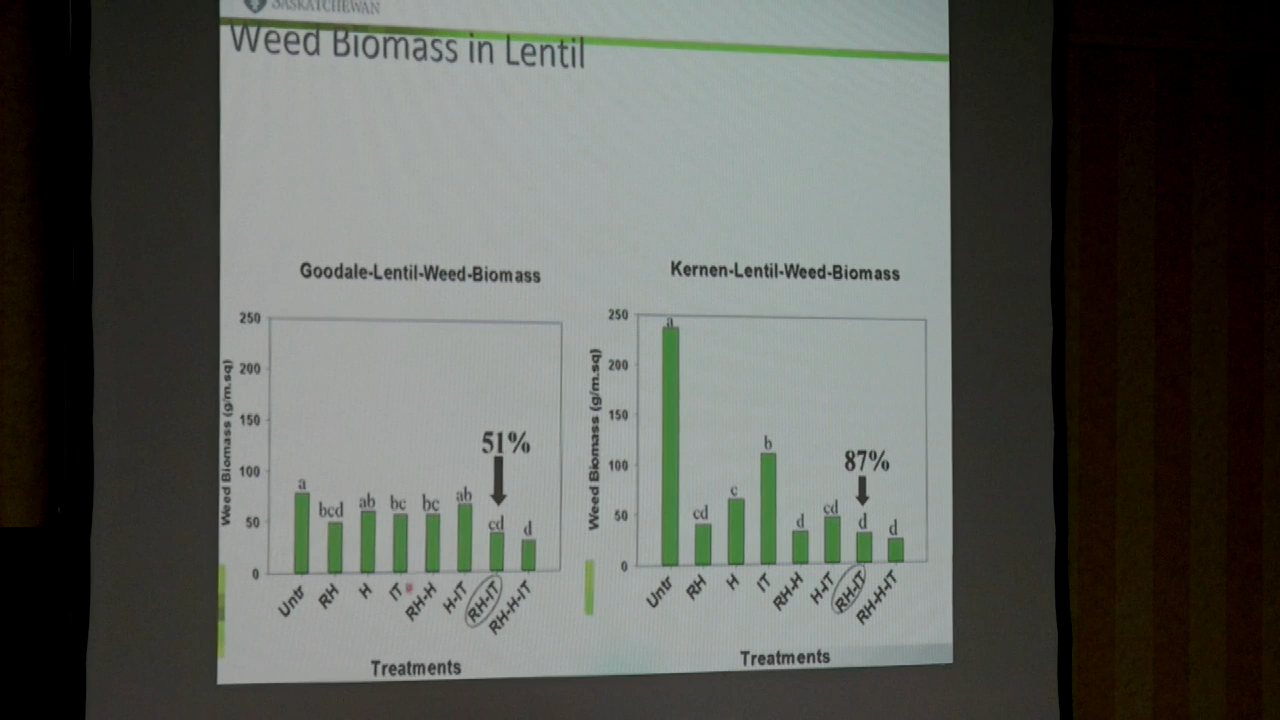 SASKATCHEWAN
Weed Biomass in Lentil
Goodale-Lentil-Weed-Biomass
Weed Biomass (g/m.sq)
250
200
150
100
50
0
a
bcd
ab
bc
bc
ab
51%
cd
d
Untr
RH
H
IT
RH-H
H-IT
RH-IT
RH-H-IT
Treatments
Kernen-Lentil-Weed-Biomass
Weed Biomass (g/m.sq)
250
200
150
100
50
0
a
cd
c
b
d
cd
87%
d
d
Untr
RH
H
IT
RH-H
H-IT
RH-IT
RH-H-IT
Treatments